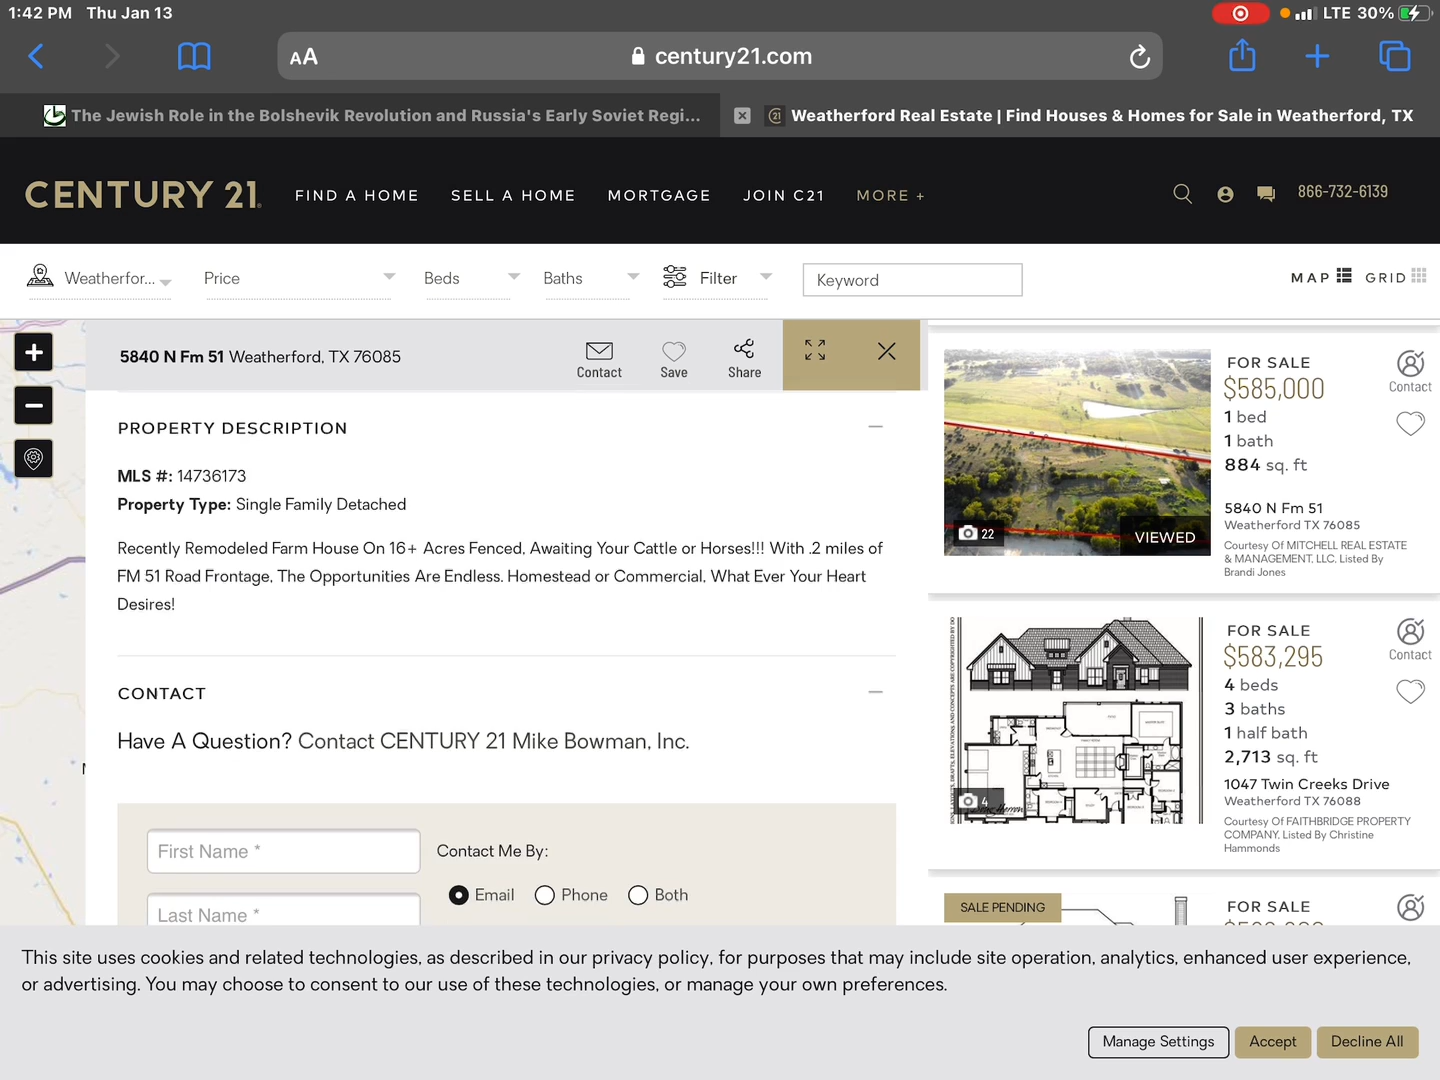 1:42 PM Thu Jan 13
LTE 30%
AA
century21.com
The Jewish Role in the Bolshevik Revolution and Russia's Early Soviet Regi...
Weatherford Real Estate | Find Houses & Homes for Sale in Weatherford, TX
CENTURY 21
FIND A HOME
SELL A HOME
MORTGAGE
JOIN C21
MORE +
866-732-6139
Weatherfor...
Price
Beds
Baths
Filter
Keyword
MAP
GRID
5840 N Fm 51 Weatherford, TX 76085
Contact
Save
Share
PROPERTY DESCRIPTION
MLS #: 14736173
Property Type: Single Family Detached
Recently Remodeled Farm House On 16+ Acres Fenced, Awaiting Your Cattle or Horses!!! With .2 miles of
FM 51 Road Frontage, The Opportunities Are Endless. Homestead or Commercial, What Ever Your Heart
Desires!
CONTACT
Have A Question? Contact CENTURY 21 Mike Bowman, Inc.
First Name *
Last Name *
Contact Me By:
Email
Phone
Both
22
VIEWED
FOR SALE
$585,000
1 bed
1 bath
884 sq. ft
5840 N Fm 51
Weatherford TX 76085
Courtesy Of MITCHELL REAL ESTATE
& MANAGEMENT, LLC, Listed By
Brandi Jones
Contact
4
FOR SALE
$583,295
4 beds
3 baths
1 half bath
2,713 sq. ft
1047 Twin Creeks Drive
Weatherford TX 76088
Courtesy Of FAITHBRIDGE PROPERTY
COMPANY, Listed By Christine
Hammonds
Contact
SALE PENDING
FOR SALE
This site uses cookies and related technologies, as described in our privacy policy, for purposes that may include site operation, analytics, enhanced user experience,
or advertising. You may choose to consent to our use of these technologies, or manage your own preferences.
Manage Settings
Accept
Decline All